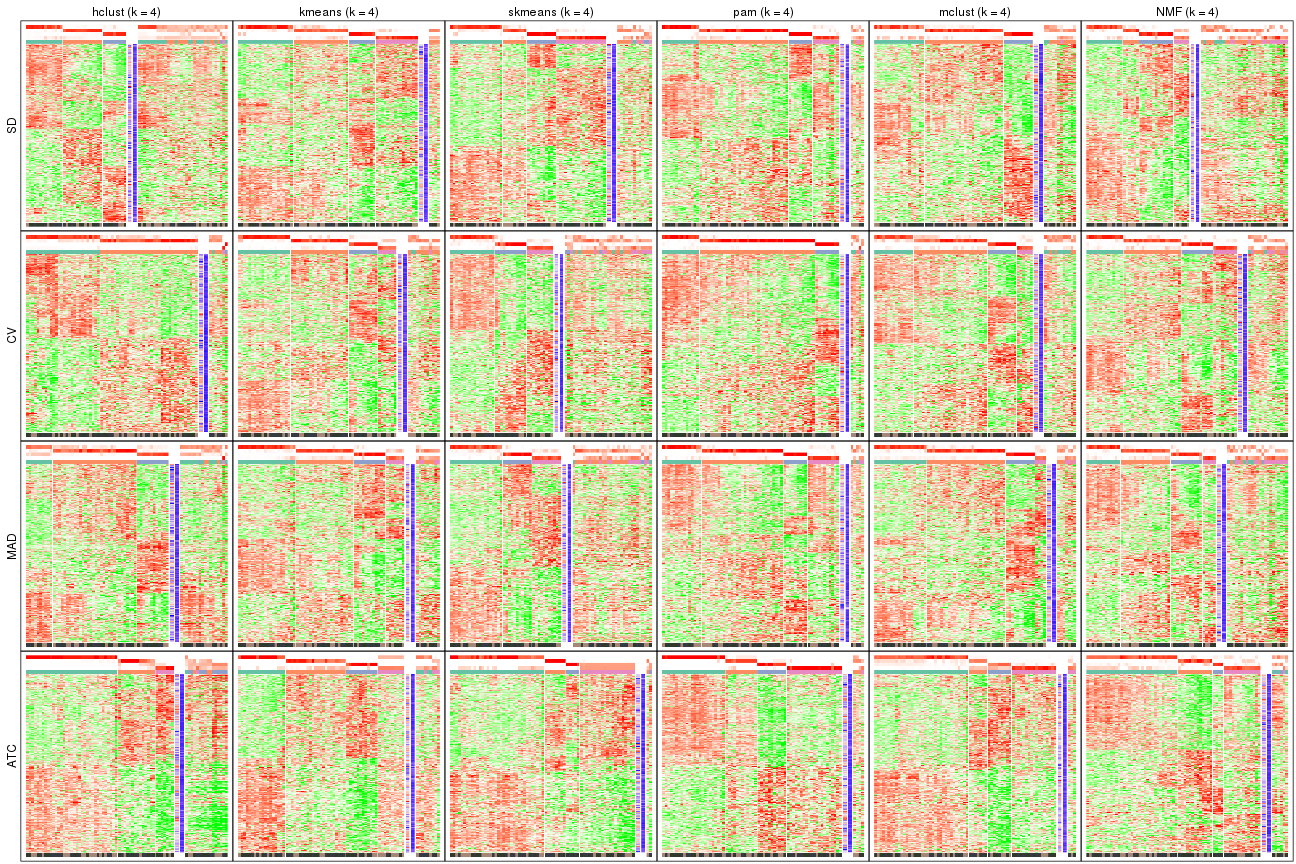 hclust (k = 4) kmeans (k = 4) skmeans (k = 4) pam (k = 4) mclust (k = 4) NMF (k = 4)
SD
CV
MAD
ATC